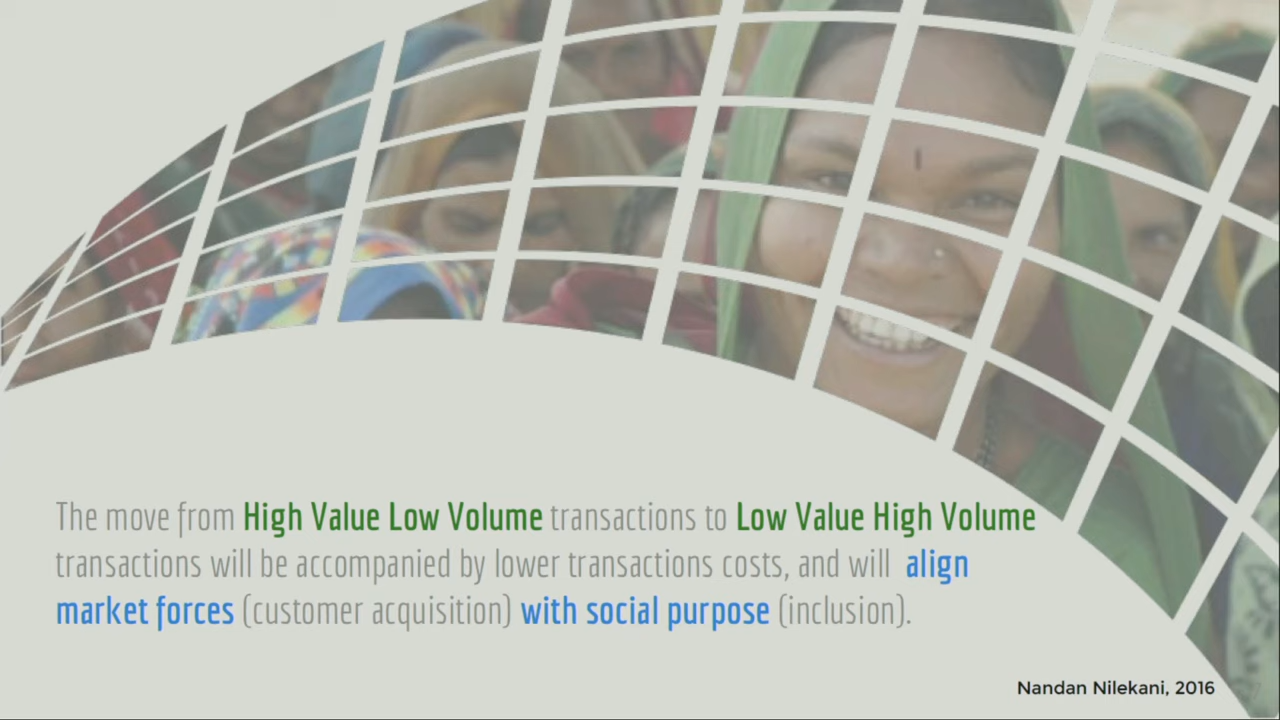 The move from High Value Low Volume transactions to Low Value High Volume
transactions will be accompanied by lower transactions costs, and will align
market forces (customer acquisition) with social purpose (inclusion).
Nandan Nilekani, 2016